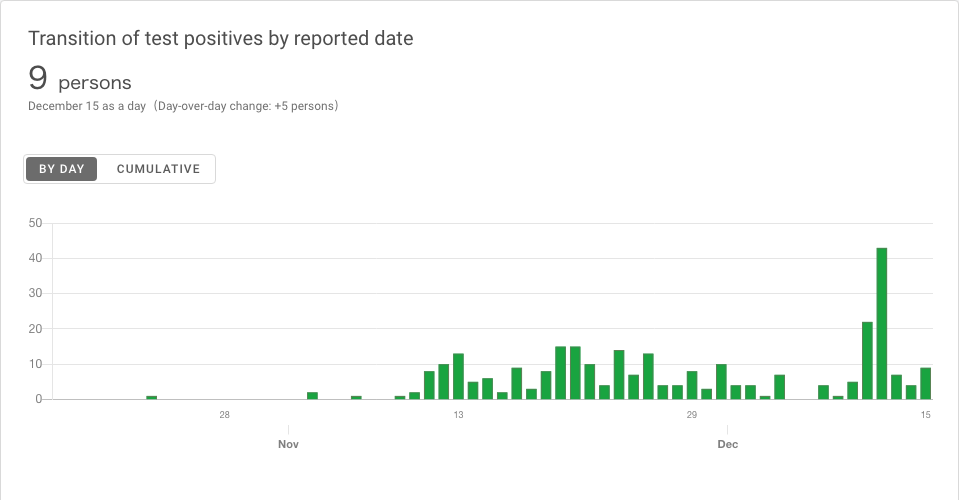 Transition of test positives by reported date
9 persons
December 15 as a day (Day-over-day change: +5 persons)
BY DAY CUMULATIVE
50
40
30
20
10
0
28 13 29 15
Nov Dec